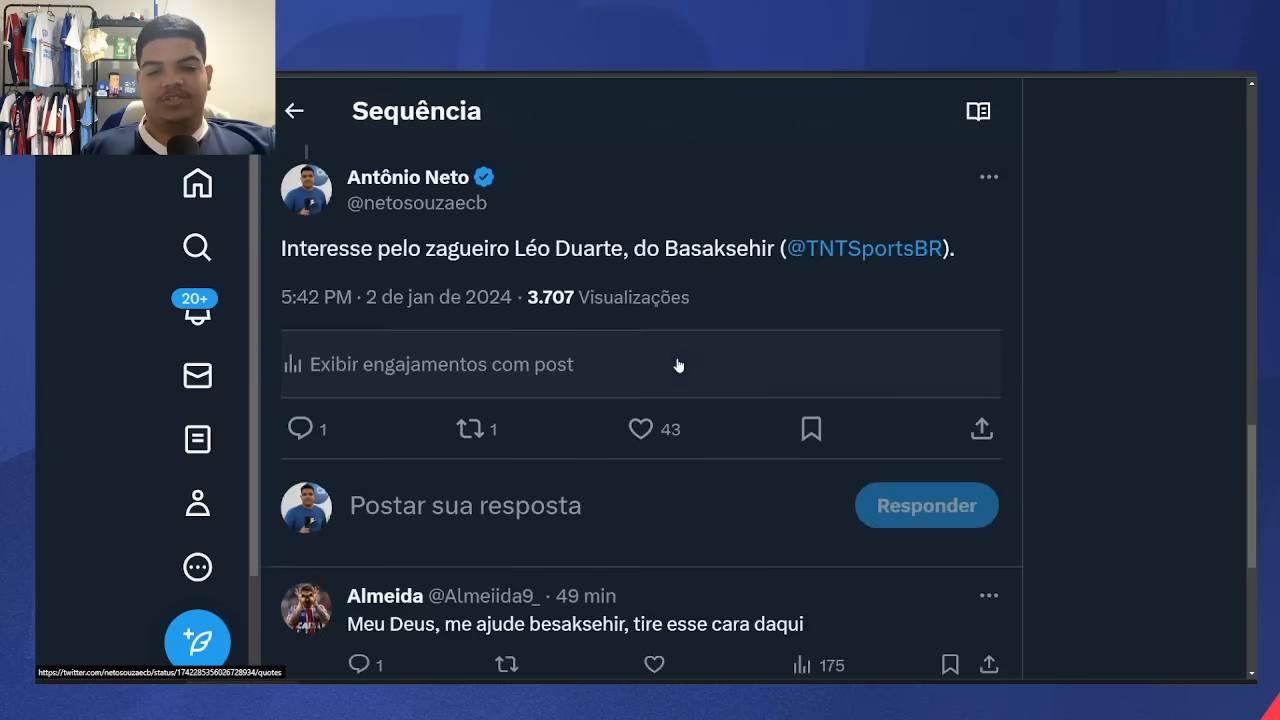 Sequência
Antônio Neto
@netosouzaecb
Interesse pelo zagueiro Léo Duarte, do Basaksehir (@TNTSportsBR).
5:42 PM · 2 de jan de 2024 · 3.707 Visualizações
20+
Exibir engajamentos com post
1
1
43
Postar sua resposta
Responder
Almeida @Almeiida9_ · 49 min
Meu Deus, me ajude besaksehir, tire esse cara daqui
1
175
https://twitter.com/netosouzaecb/status/1742285356026728934/quotes